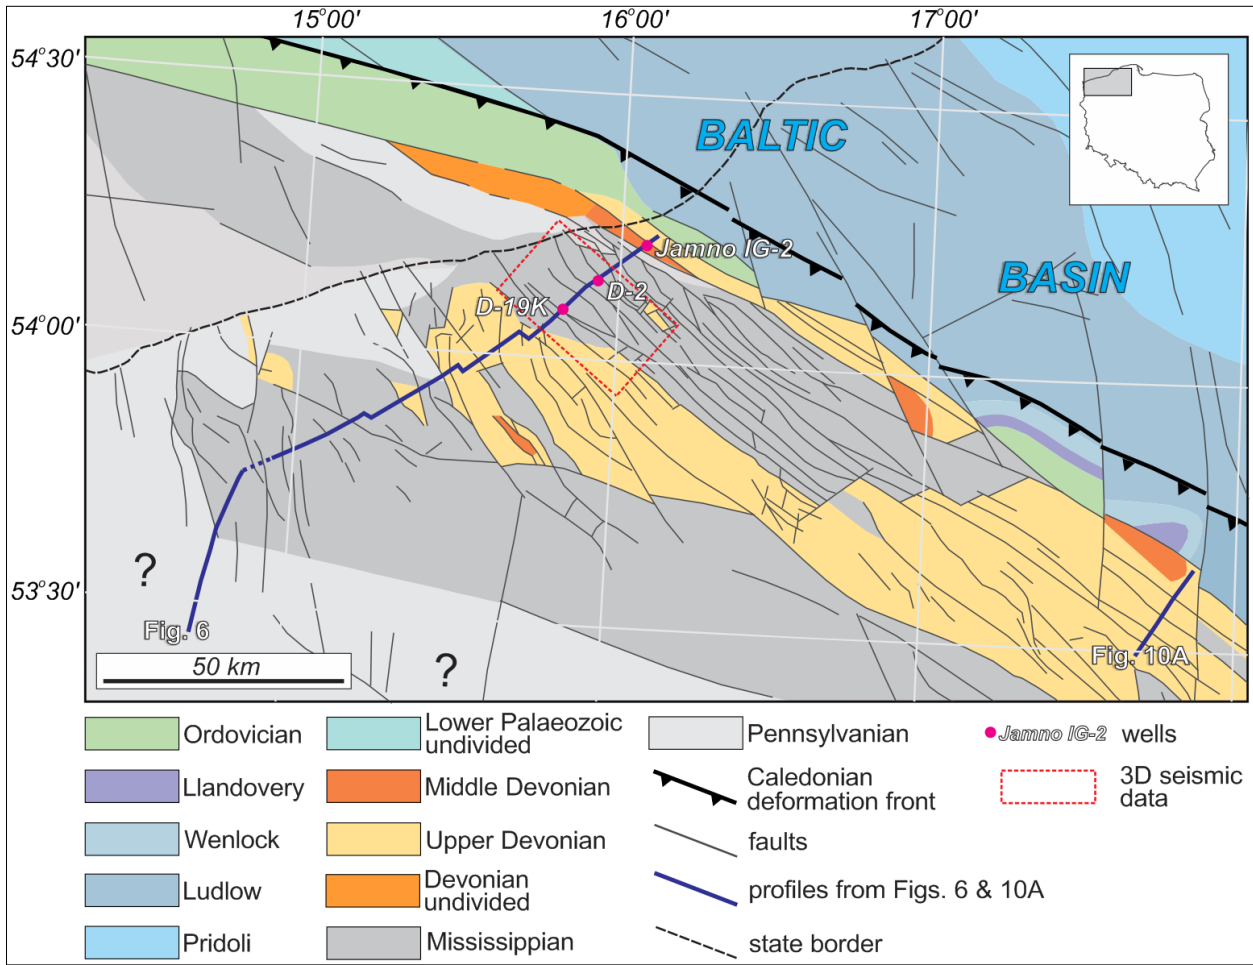 15°00'
16°00'
17°00'
54°30'
BALTIC
Jamno IG-2
BASIN
D-2
D-19K
54°00'
?
53°30'
Fig. 6
?
Fig. 10A
50 km
Ordovician
Lower Palaeozoic
undivided
Pennsylvanian
Jamno IG-2 wells
Llandovery
Middle Devonian
Caledonian
deformation front
3D seismic
data
Wenlock
Upper Devonian
faults
Ludlow
Devonian
undivided
profiles from Figs. 6 & 10A
Pridoli
Mississippian
state border